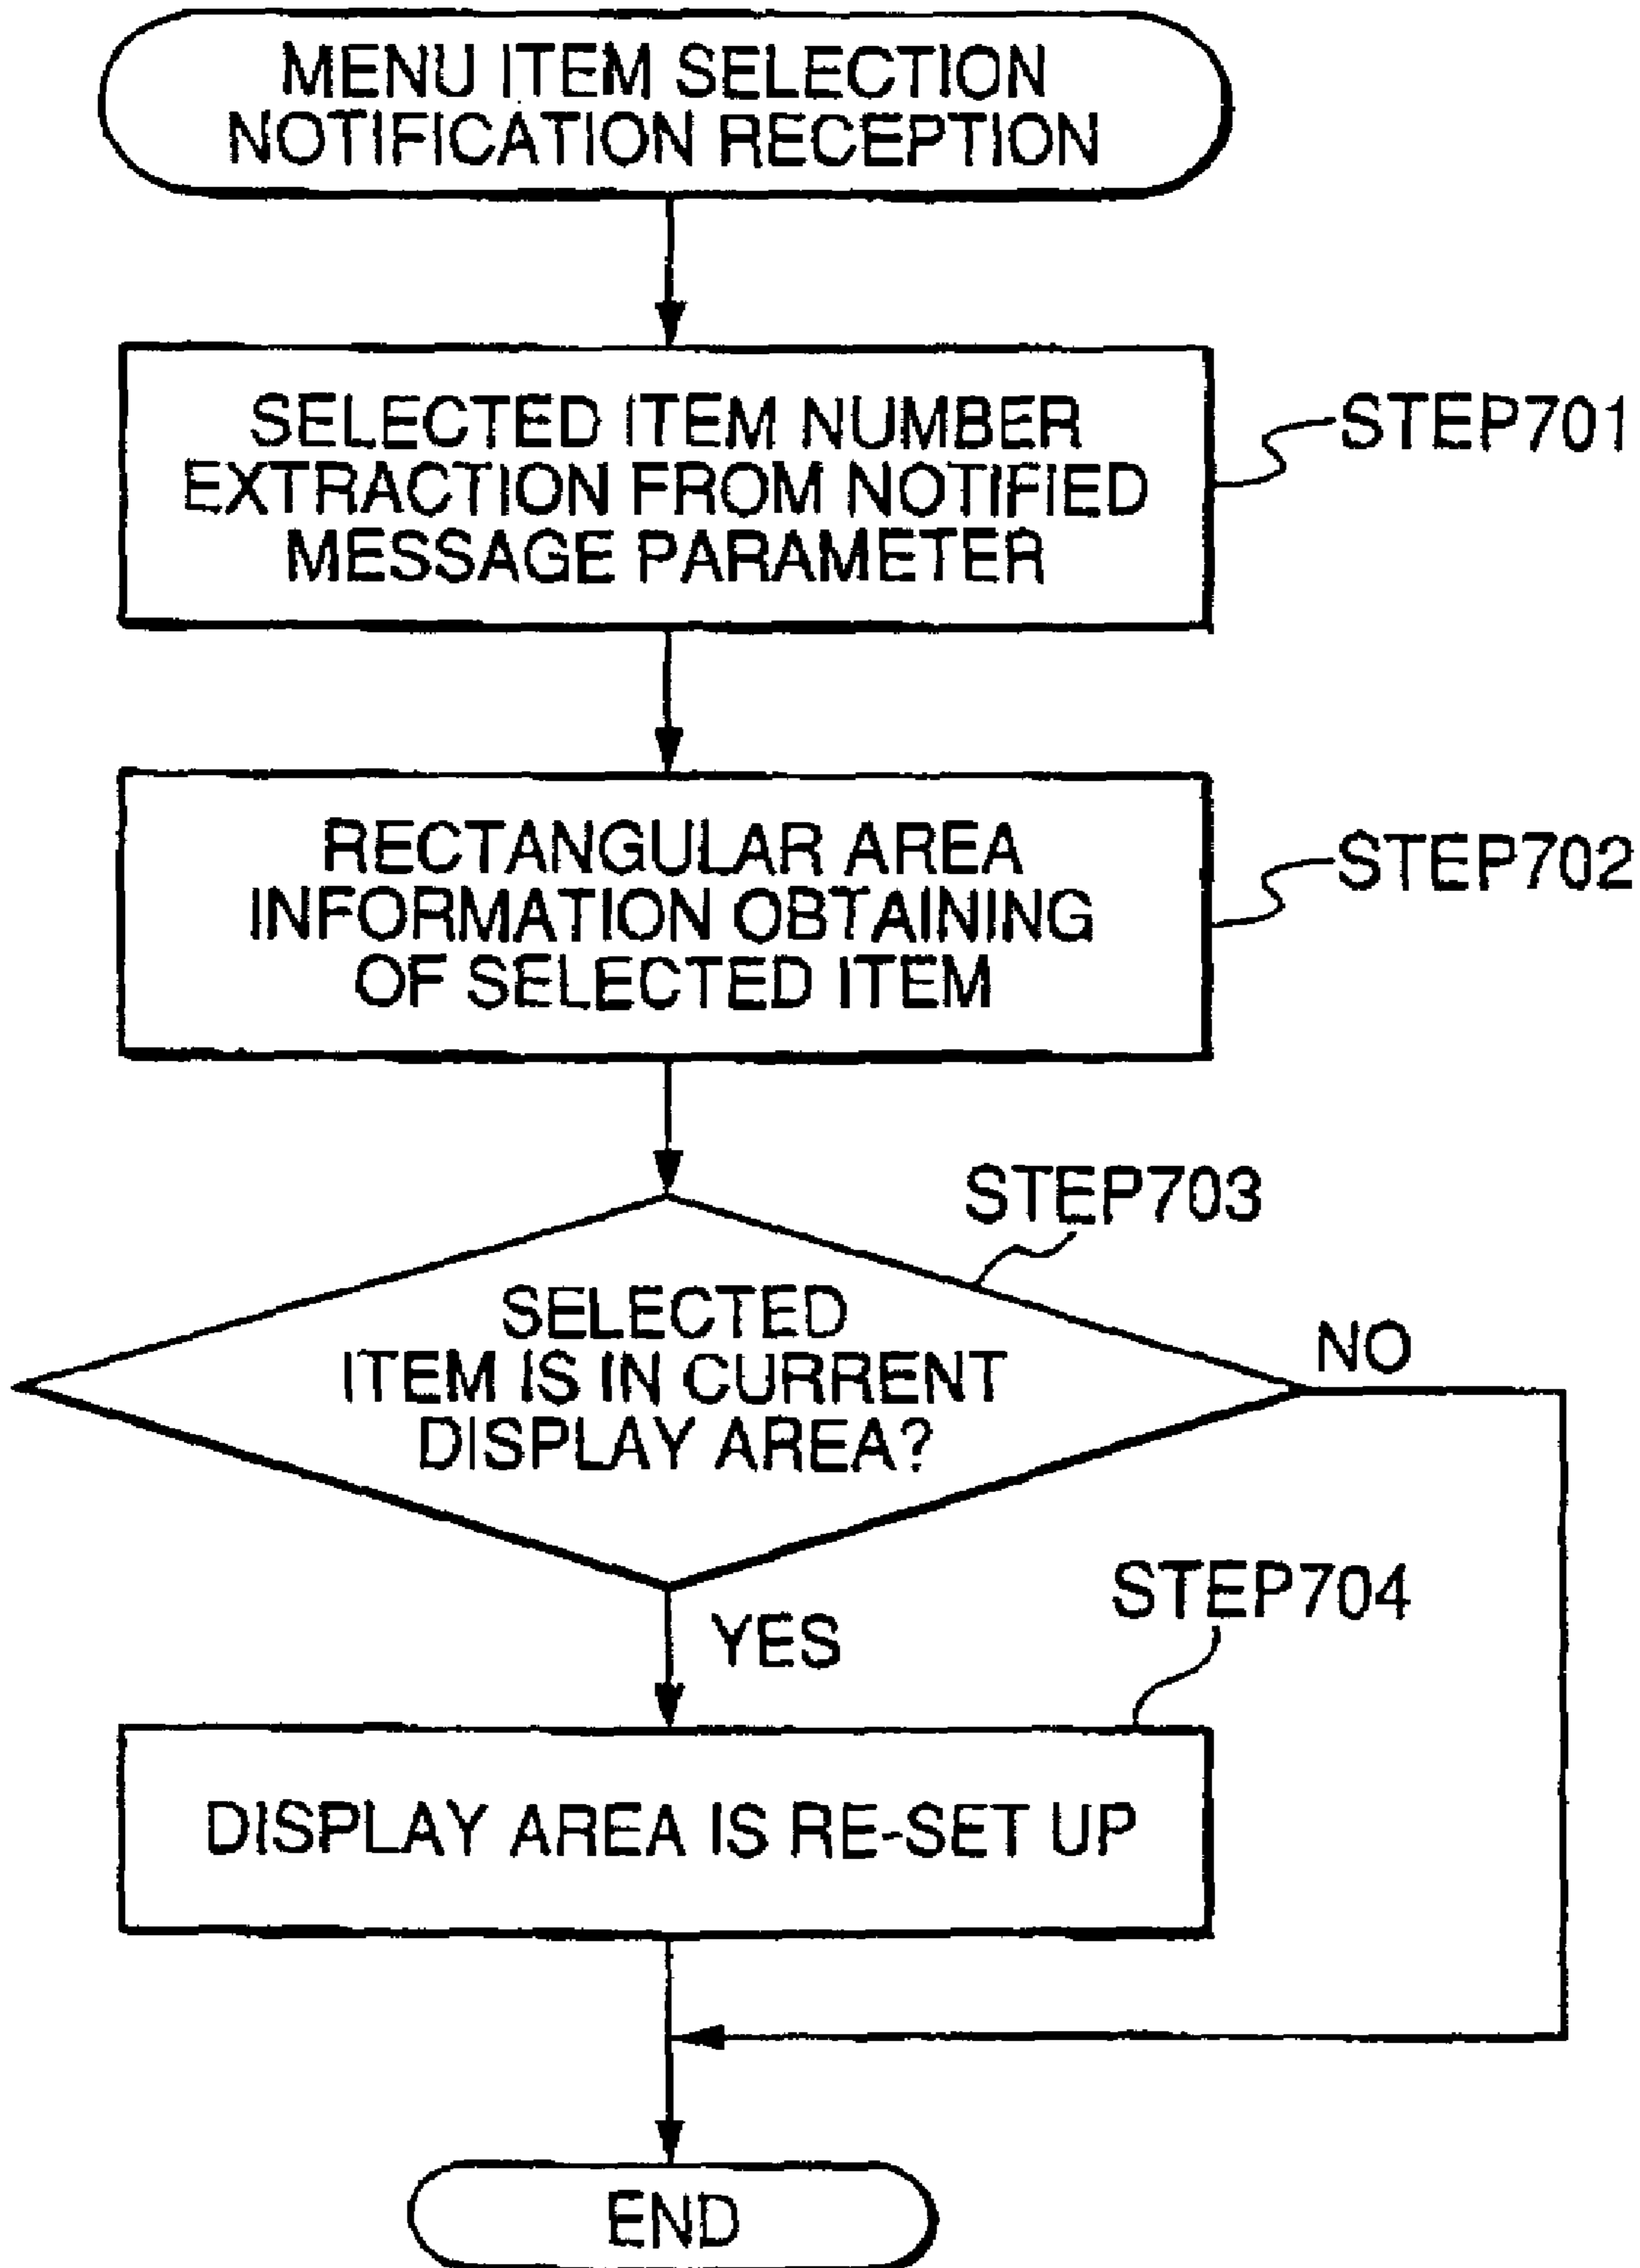 MENU ITEM SELECTION
NOTIFICATION RECEPTION
SELECTED ITEM NUMBER
EXTRACTION FROM NOTIFIED
MESSAGE PARAMETER
STEP701
RECTANGULAR AREA
INFORMATION OBTAINING
OF SELECTED ITEM
STEP702
STEP703
SELECTED
ITEM IS IN CURRENT
DISPLAY AREA?
NO
YES
STEP704
DISPLAY AREA IS RE-SET UP
END